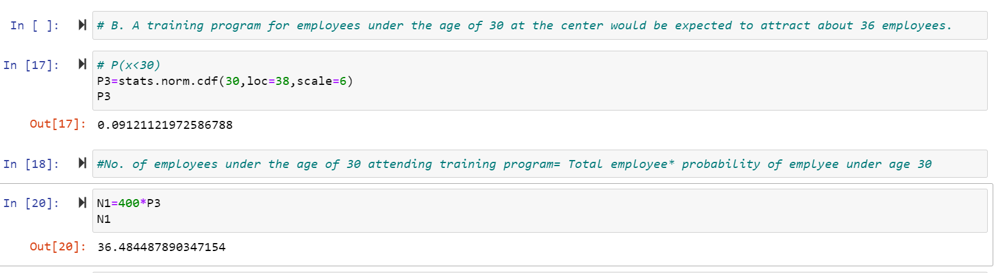 In [ ]: # B. A training program for employees under the age of 30 at the center would be expected to attract about 36 employees.
In [17]: # P(x<30)
P3=stats.norm.cdf(30,loc=38,scale=6)
P3
Out[17]: 0.09121121972586788
In [18]: #No. of employees under the age of 30 attending training program= Total employee* probability of emplyee under age 30
In [20]: N1=400*P3
N1
Out[20]: 36.484487890347154